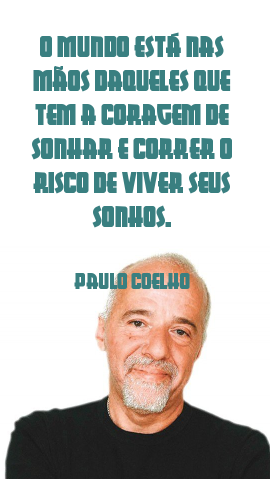 O MUNDO ESTÁ NAS
MÃOS DAQUELES QUE
TEM A CORAGEM DE
SONHAR E CORRER O
RISCO DE VIVER SEUS
SONHOS.
PAULO COELHO